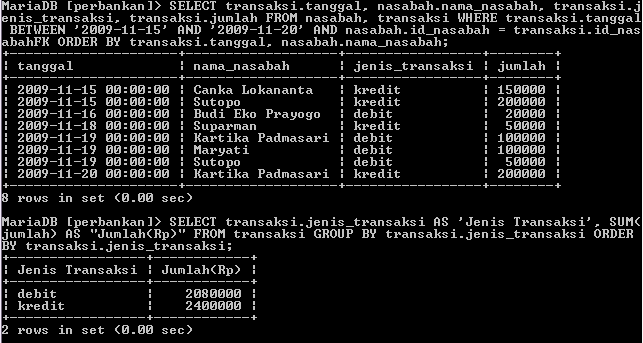 MariaDB [perbankan]> SELECT transaksi.tanggal, nasabah.nama_nasabah, transaksi.j
enis_transaksi, transaksi.jumlah FROM nasabah, transaksi WHERE transaksi.tanggal
 BETWEEN '2009-11-15' AND '2009-11-20' AND nasabah.id_nasabah = transaksi.id_nas
abahFK ORDER BY transaksi.tanggal, nasabah.nama_nasabah;
+---------------------+-------------------+-----------------+--------+
| tanggal             | nama_nasabah      | jenis_transaksi | jumlah |
+---------------------+-------------------+-----------------+--------+
| 2009-11-15 00:00:00 | Canka Lokananta   | kredit          | 150000 |
| 2009-11-15 00:00:00 | Sutopo            | kredit          | 200000 |
| 2009-11-16 00:00:00 | Budi Eko Prayogo  | debit           |  20000 |
| 2009-11-18 00:00:00 | Suparman          | kredit          |  50000 |
| 2009-11-19 00:00:00 | Kartika Padmasari | debit           | 100000 |
| 2009-11-19 00:00:00 | Maryati           | debit           | 100000 |
| 2009-11-19 00:00:00 | Sutopo            | debit           |  50000 |
| 2009-11-20 00:00:00 | Kartika Padmasari | kredit          | 200000 |
+---------------------+-------------------+-----------------+--------+
8 rows in set (0.00 sec)

MariaDB [perbankan]> SELECT transaksi.jenis_transaksi AS 'Jenis Transaksi', SUM(
jumlah) AS "Jumlah(Rp)" FROM transaksi GROUP BY transaksi.jenis_transaksi ORDER
BY transaksi.jenis_transaksi;
+-----------------+------------+
| Jenis Transaksi | Jumlah(Rp) |
+-----------------+------------+
| debit           |    2080000 |
| kredit          |    2400000 |
+-----------------+------------+
2 rows in set (0.00 sec)